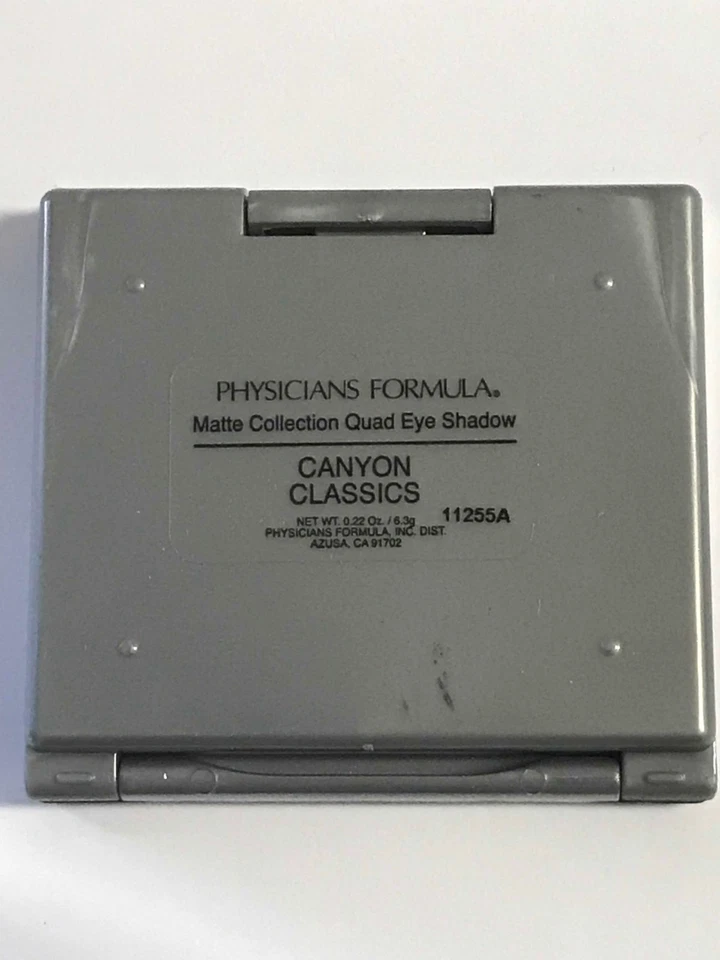 PHYSICIANS FORMULA®
Matte Collection Quad Eye Shadow
CANYON
CLASSICS
NET WT. 0.22 Oz. / 6.3g 11255A
PHYSICIANS FORMULA, INC. DIST.
AZUSA, CA 91702